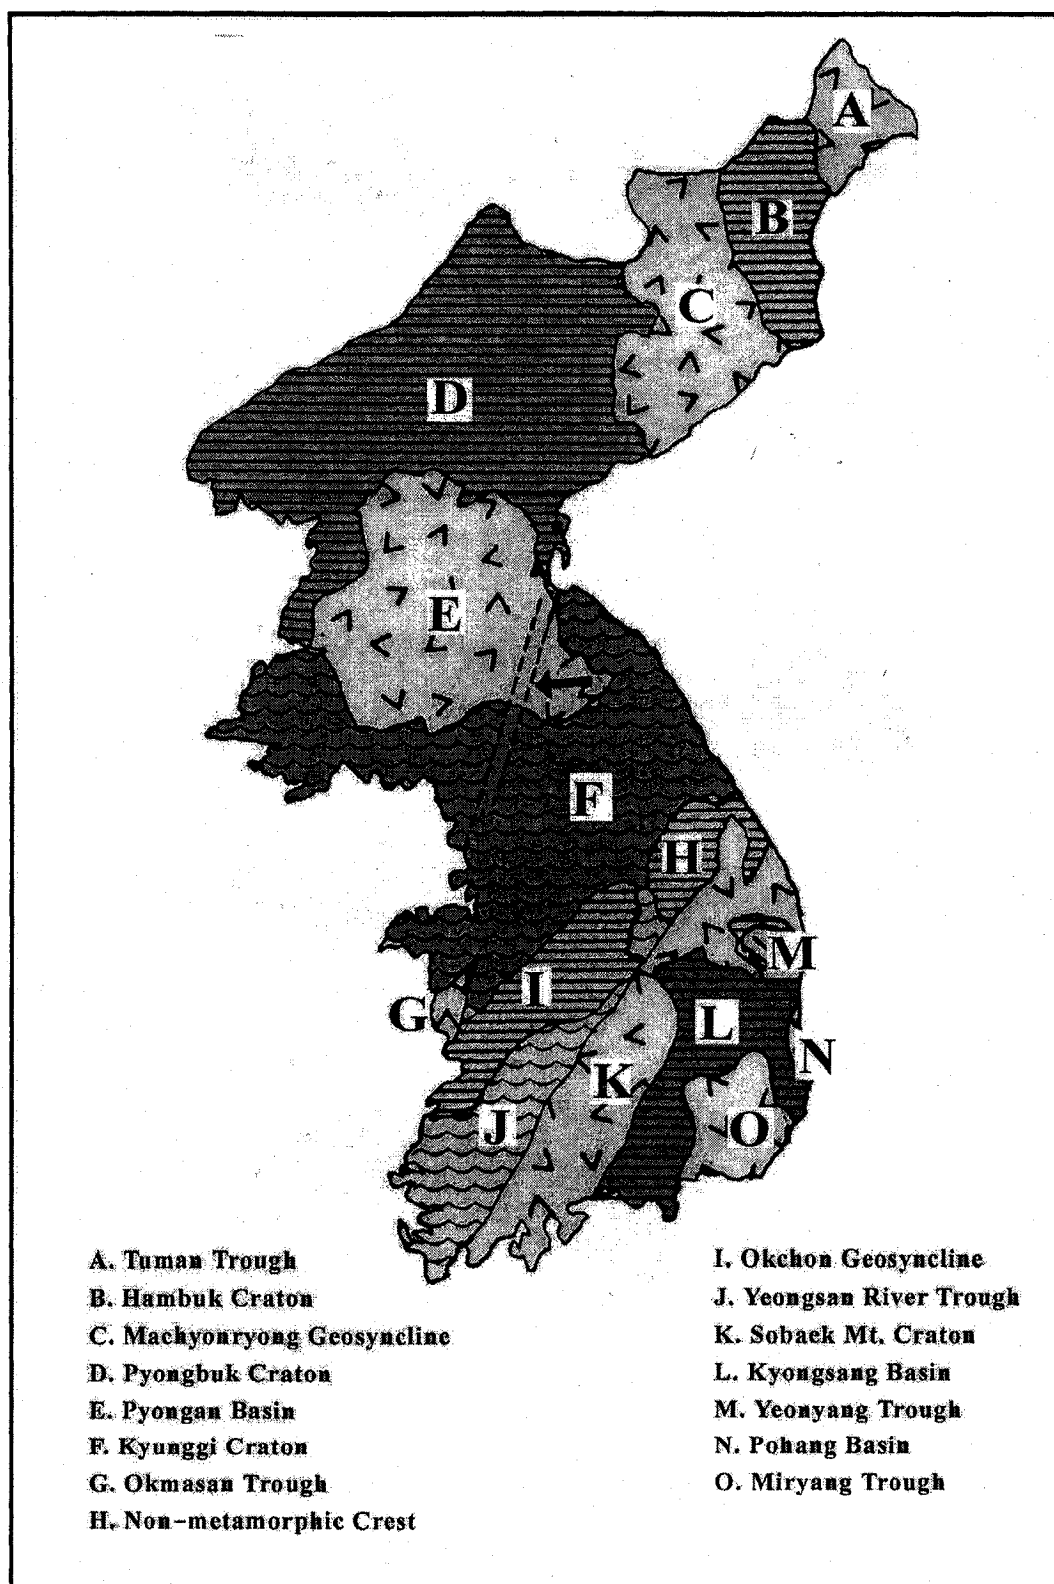 A
B
C
D
E
F
H
M
I
G
L
N
K
J
O
A. Tuman Trough
B. Hambuk Craton
C. Machyonryong Geosyncline
D. Pyongbuk Craton
E. Pyongan Basin
F. Kyunggi Craton
G. Okmasan Trough
H. Non-metamorphic Crest
I. Okchon Geosyncline
J. Yeongsan River Trough
K. Sobaek Mt. Craton
L. Kyongsang Basin
M. Yeonyang Trough
N. Pohang Basin
O. Miryang Trough